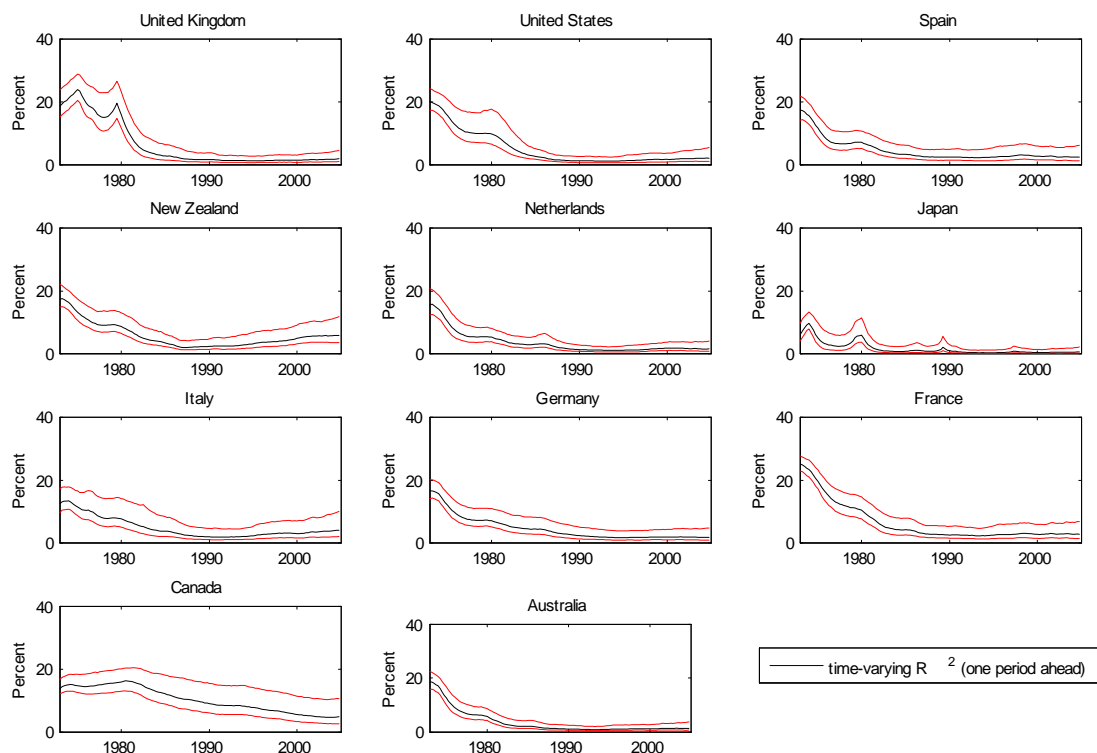 United Kingdom
Percent
40
20
0
1980 1990 2000
United States
Percent
40
20
0
1980 1990 2000
Spain
Percent
40
20
0
1980 1990 2000
New Zealand
Percent
40
20
0
1980 1990 2000
Netherlands
Percent
40
20
0
1980 1990 2000
Japan
Percent
40
20
0
1980 1990 2000
Italy
Percent
40
20
0
1980 1990 2000
Germany
Percent
40
20
0
1980 1990 2000
France
Percent
40
20
0
1980 1990 2000
Canada
Percent
40
20
0
1980 1990 2000
Australia
Percent
40
20
0
1980 1990 2000
time-varying R 2 (one period ahead)